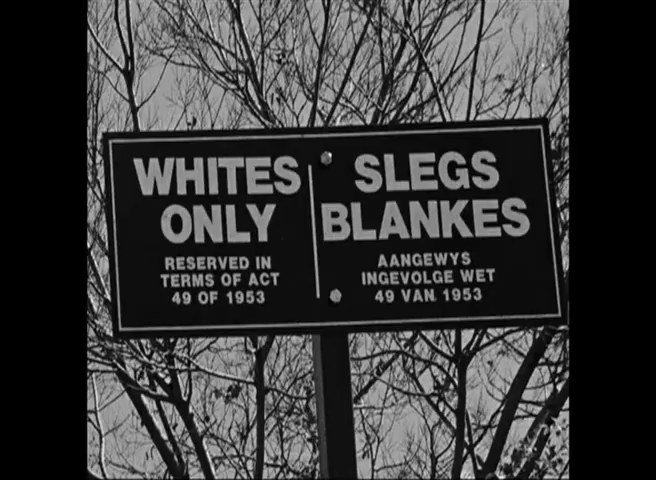 WHITES
ONLY
RESERVED IN
TERMS OF ACT
49 OF 1953
SLEGS
BLANKES
AANGEWYS
INGEVOLGE WET
49 VAN 1953